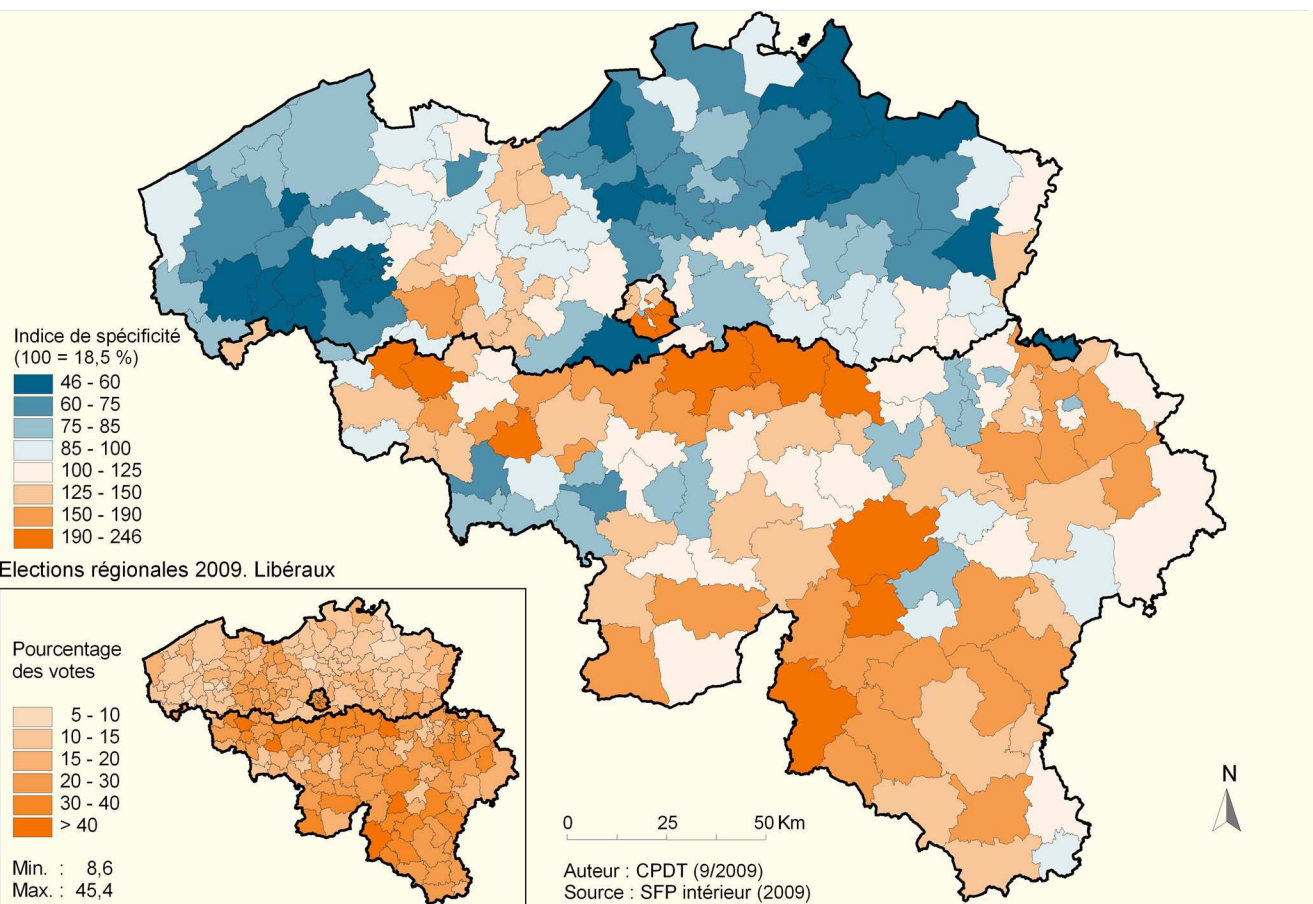 Indice de spécificité
(100 = 18,5 %)
46 - 60
60 - 75
75 - 85
85 - 100
100 - 125
125 - 150
150 - 190
190 - 246
Elections régionales 2009. Libéraux
Pourcentage
des votes
5 - 10
10 - 15
15 - 20
20 - 30
30 - 40
> 40
Min. : 8,6
Max. : 45,4
0 25 50 Km
Auteur : CPDT (9/2009)
Source : SFP intérieur (2009)
N